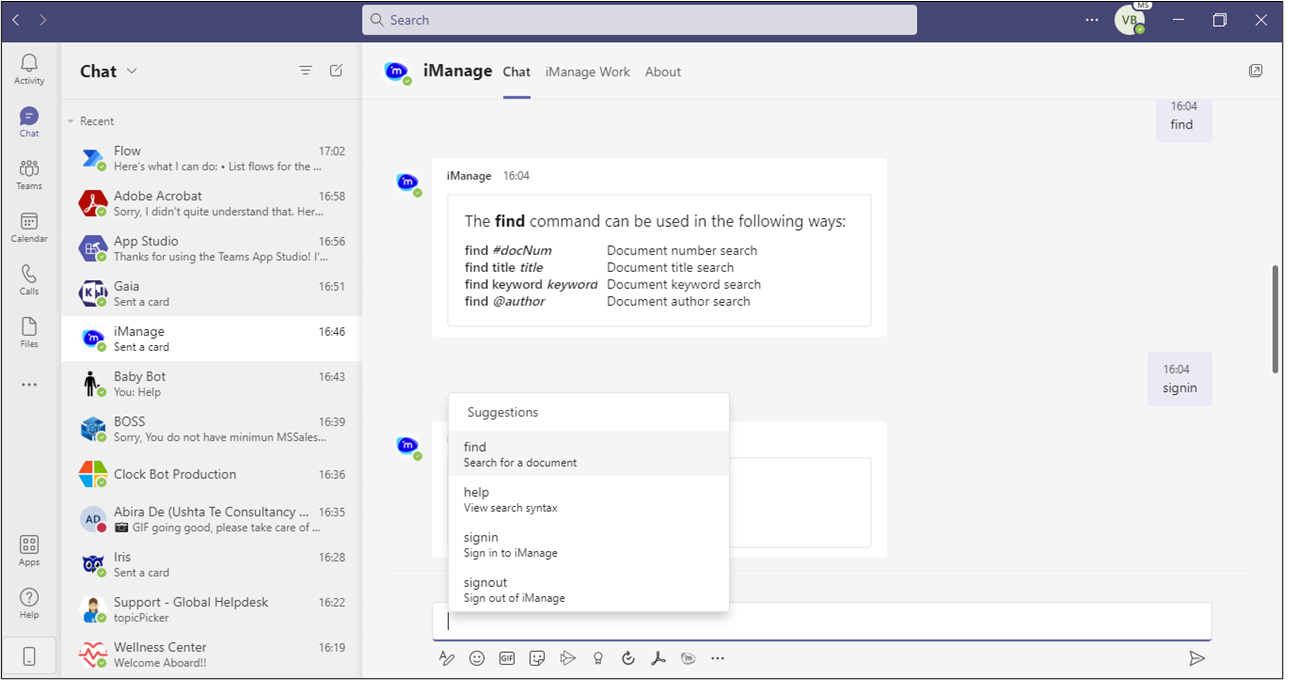 Search
VB
MS
Activity
Chat
Teams
Calendar
Calls
Files
Apps
Help
Chat
Recent
Flow 17:02
Here's what I can do: • List flows for the ...
Adobe Acrobat 16:58
Sorry, I didn't quite understand that. Her...
App Studio 16:56
Thanks for using the Teams App Studio! I'...
Gaia 16:51
Sent a card
iManage 16:46
Sent a card
Baby Bot 16:43
You: Help
BOSS 16:39
Sorry, You do not have minimun MSSales...
Clock Bot Production 16:36
AD
Abira De (Ushta Te Consultancy ... 16:35
GIF going good, please take care of ...
Iris 16:28
Sent a card
Support - Global Helpdesk 16:22
topicPicker
Wellness Center 16:19
Welcome Aboard!!
iManage Chat iManage Work About
16:04
find
iManage 16:04
The find command can be used in the following ways:
find #docNum Document number search
find title title Document title search
find keyword keyword Document keyword search
find @author Document author search
16:04
signin
Suggestions
find
Search for a document
help
View search syntax
signin
Sign in to iManage
signout
Sign out of iManage
GIF